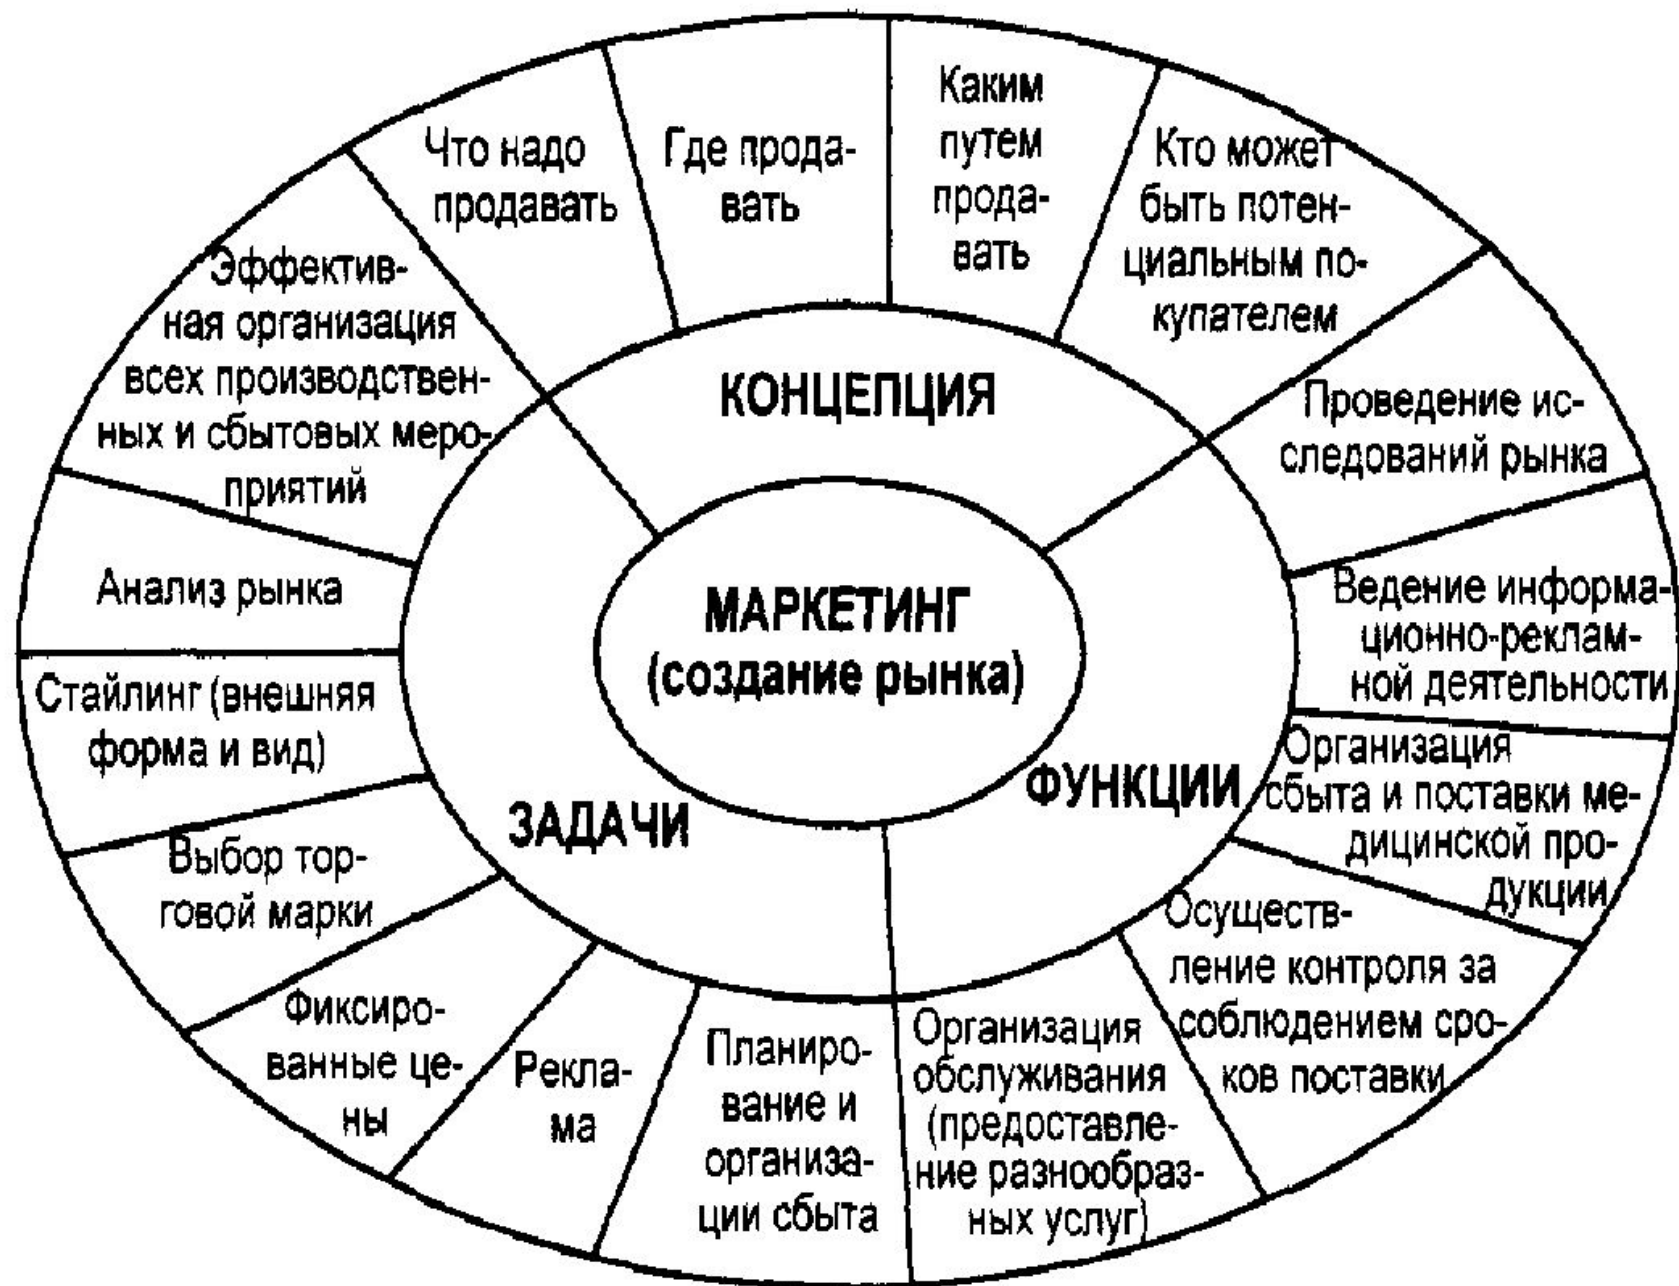 Что надо
продавать
Где прода-
вать
Каким
путем
прода-
вать
Кто может
быть потен-
циальным по-
купателем
Эффектив-
ная организация
всех производствен-
ных и сбытовых меро-
приятий
КОНЦЕПЦИЯ
Проведение ис-
следований рынка
Анализ рынка
МАРКЕТИНГ
(создание рынка)
Ведение информа-
ционно-реклам-
ной деятельности
Стайлинг (внешняя
форма и вид)
ЗАДАЧИ
ФУНКЦИИ
Организация
сбыта и поставки ме-
дицинской про-
дукции
Выбор тор-
говой марки
Осуществ-
ление контроля за
соблюдением сро-
ков поставки
Фиксиро-
ванные це-
ны
Рекла-
ма
Планиро-
вание и
организа-
ции сбыта
Организация
обслуживания
(предоставле-
ние разнообраз-
ных услуг)